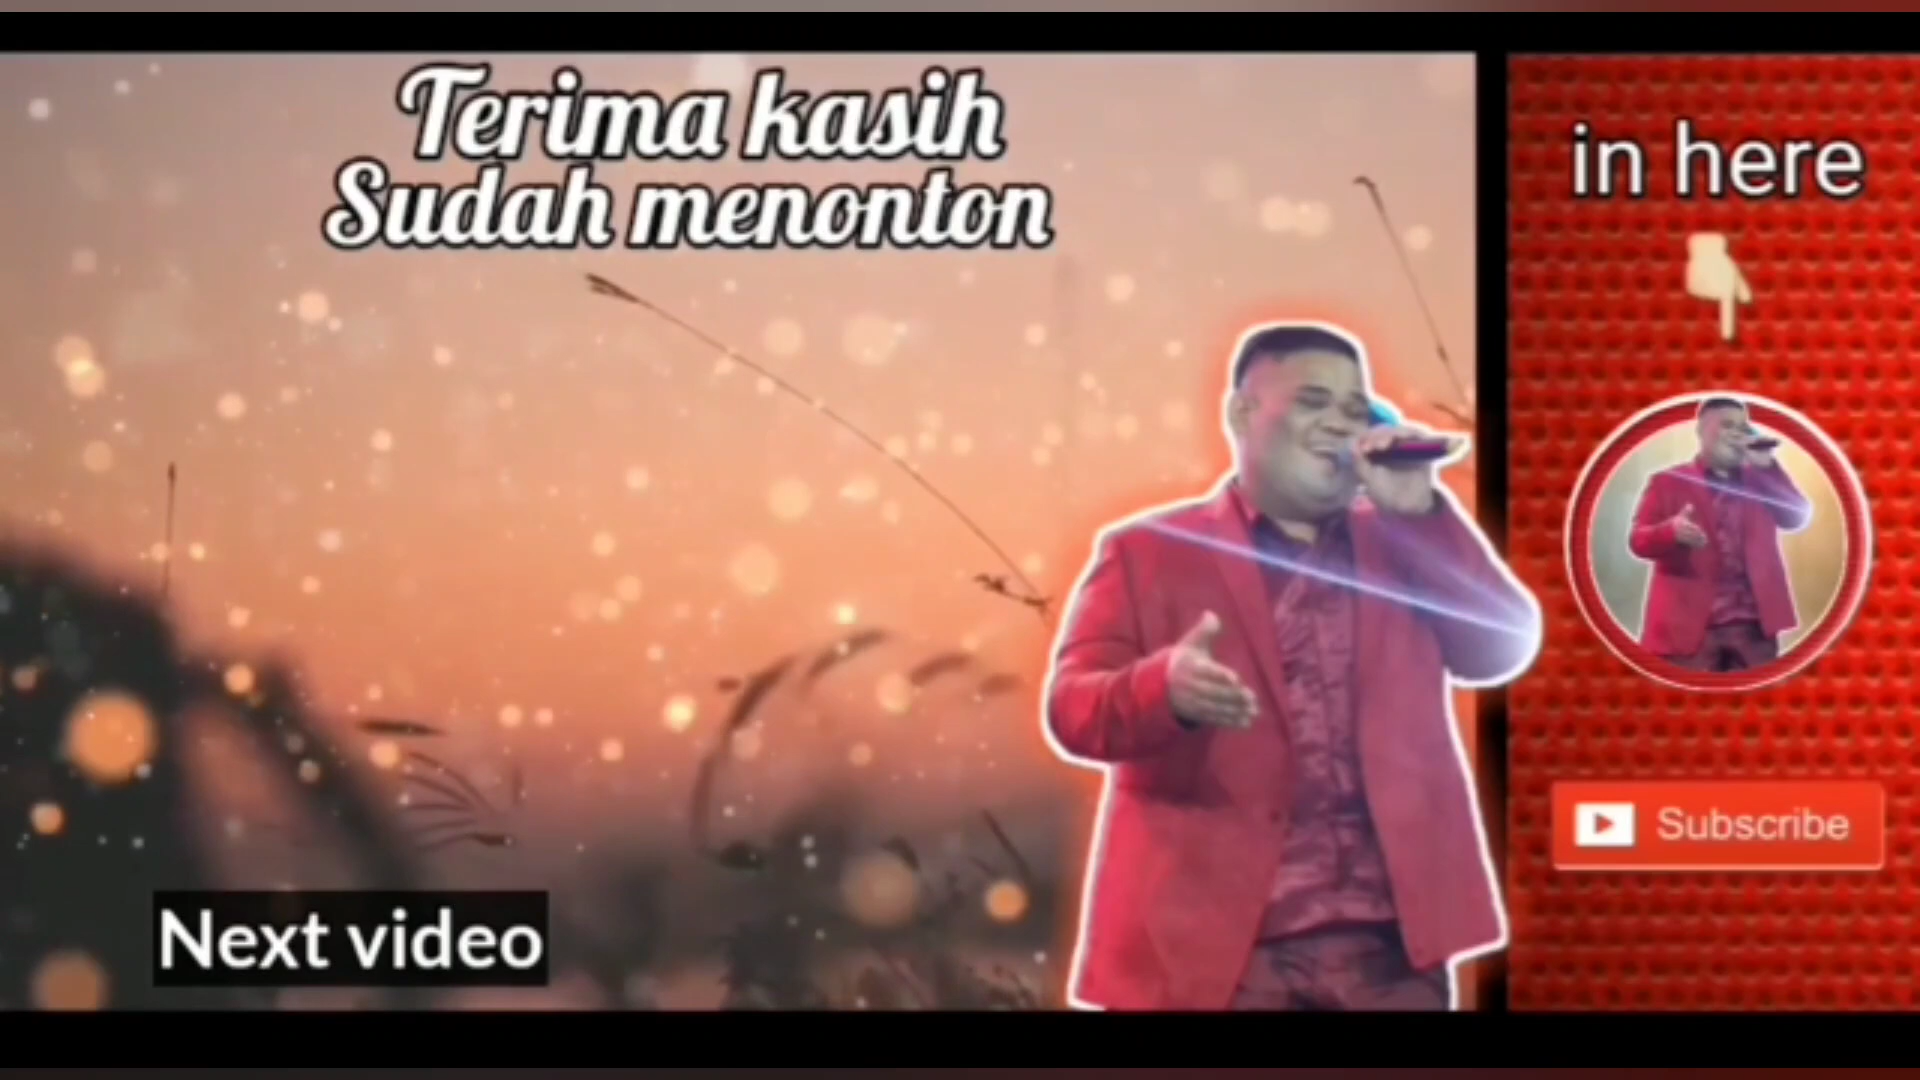 Terima kasih
Sudah menonton
in here
Subscribe
Next video